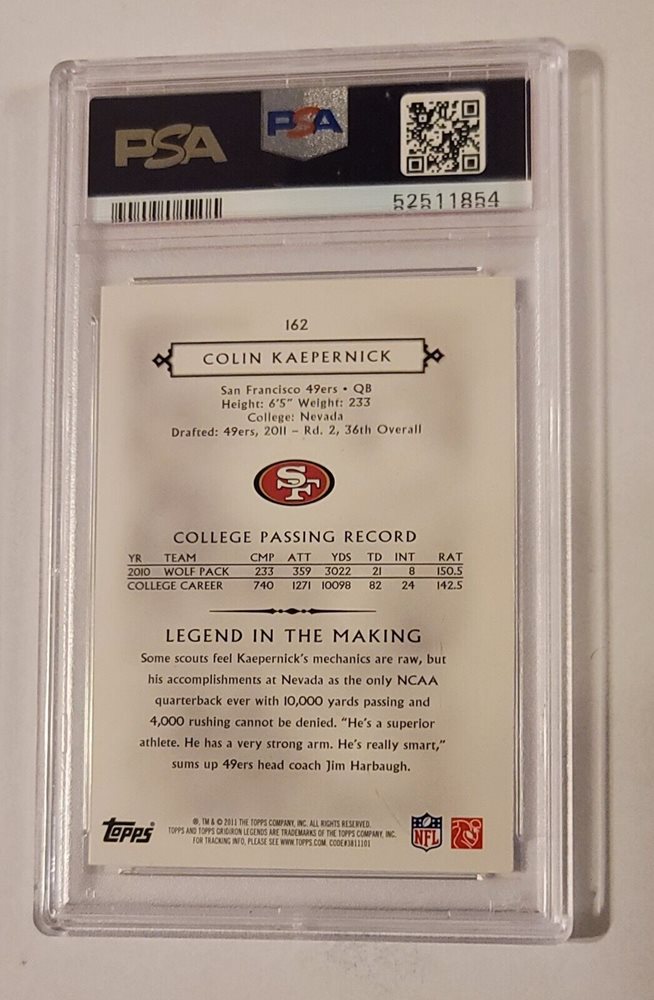 PSA
PSA
52511854
162
COLIN KAEPERNICK
San Francisco 49ers • QB
Height: 6'5" Weight: 233
College: Nevada
Drafted: 49ers, 2011 – Rd. 2, 36th Overall
SF
COLLEGE PASSING RECORD
YR TEAM CMP ATT YDS TD INT RAT
2010 WOLF PACK 233 359 3022 21 8 150.5
COLLEGE CAREER 740 1271 10098 82 24 142.5
LEGEND IN THE MAKING
Some scouts feel Kaepernick's mechanics are raw, but
his accomplishments at Nevada as the only NCAA
quarterback ever with 10,000 yards passing and
4,000 rushing cannot be denied. "He's a superior
athlete. He has a very strong arm. He's really smart,"
sums up 49ers head coach Jim Harbaugh.
Topps
®, TM & © 2011 THE TOPPS COMPANY, INC. ALL RIGHTS RESERVED.
TOPPS AND TOPPS GRIDIRON LEGENDS ARE TRADEMARKS OF THE TOPPS COMPANY, INC.
FOR TRACKING INFO, PLEASE SEE WWW.TOPPS.COM. CODE#3811101
NFL